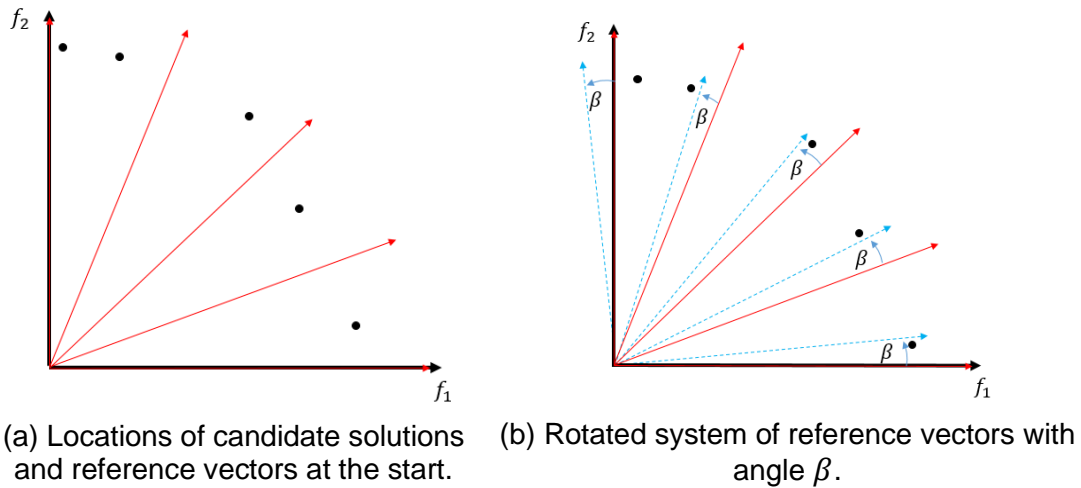 f₂
f₁
(a) Locations of candidate solutions
and reference vectors at the start.
f₂
β
β
β
β
β
f₁
(b) Rotated system of reference vectors with
angle β.